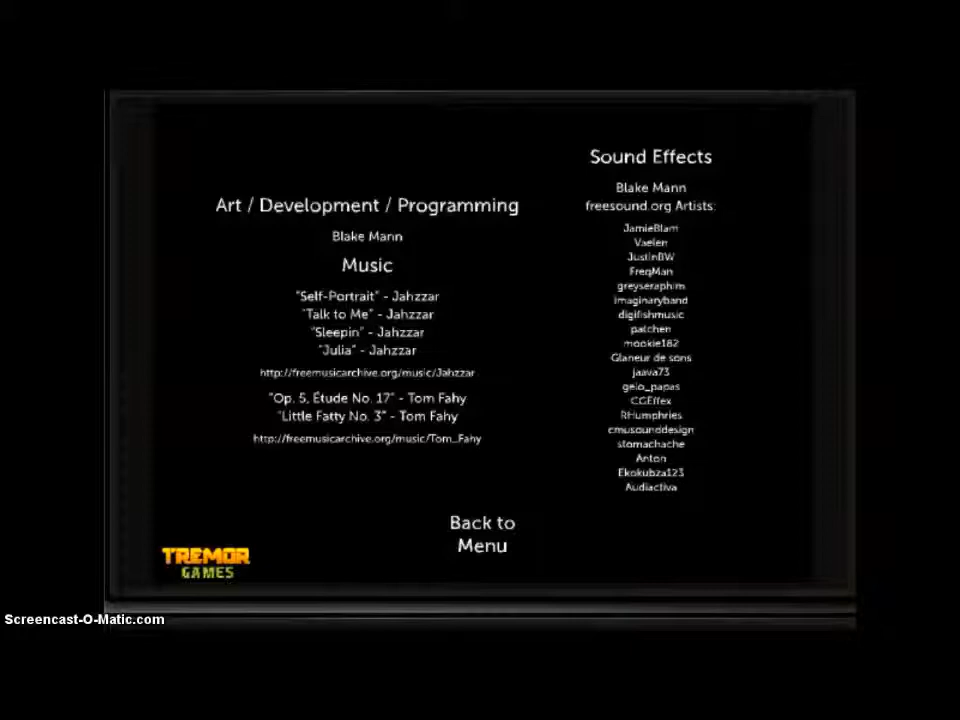 Art / Development / Programming
Blake Mann
Music
"Self-Portrait" - Jahzzar
"Talk to Me" - Jahzzar
"Sleepin" - Jahzzar
"Julia" - Jahzzar
http://freemusicarchive.org/music/Jahzzar
"Op. 5, Étude No. 17" - Tom Fahy
"Little Fatty No. 3" - Tom Fahy
http://freemusicarchive.org/music/Tom_Fahy
Sound Effects
Blake Mann
freesound.org Artists:
JamieBlam
Vaelen
JustinBW
FreqMan
greyseraphim
imaginaryband
digifishmusic
patchen
mookie182
Glaneur de sons
jaava73
gelo_papas
CGEffex
RHumphries
cmusounddesign
stomachache
Anton
Ekokubza123
Audiactiva
Back to
Menu
TREMOR
GAMES
Screencast-O-Matic.com